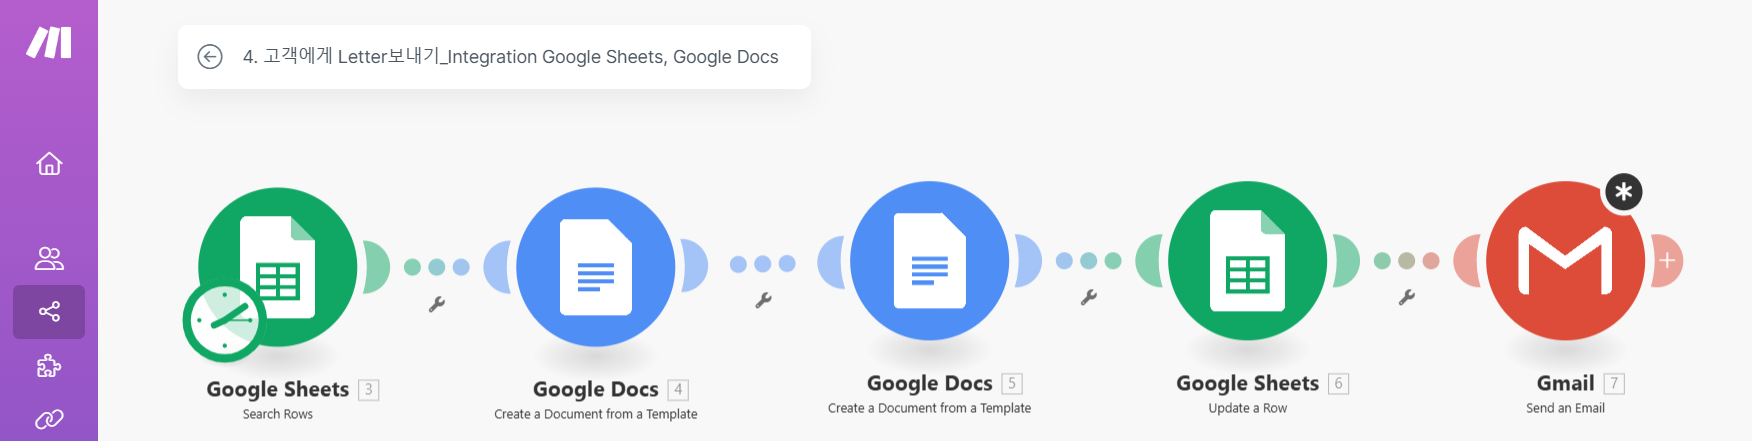 4. 고객에게 Letter보내기_Integration Google Sheets, Google Docs
Google Sheets 3
Search Rows
Google Docs 4
Create a Document from a Template
Google Docs 5
Create a Document from a Template
Google Sheets 6
Update a Row
Gmail 7
Send an Email